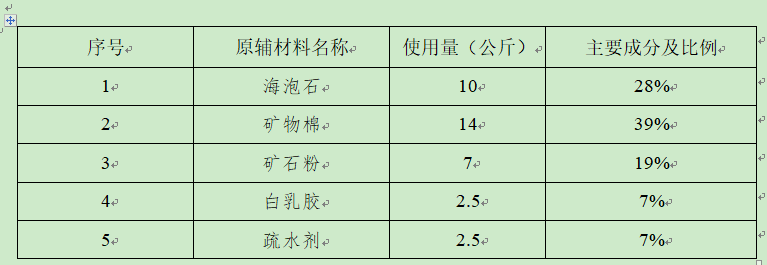 序号 原辅材料名称 使用量（公斤） 主要成分及比例
1 海泡石 10 28%
2 矿物棉 14 39%
3 矿石粉 7 19%
4 白乳胶 2.5 7%
5 疏水剂 2.5 7%